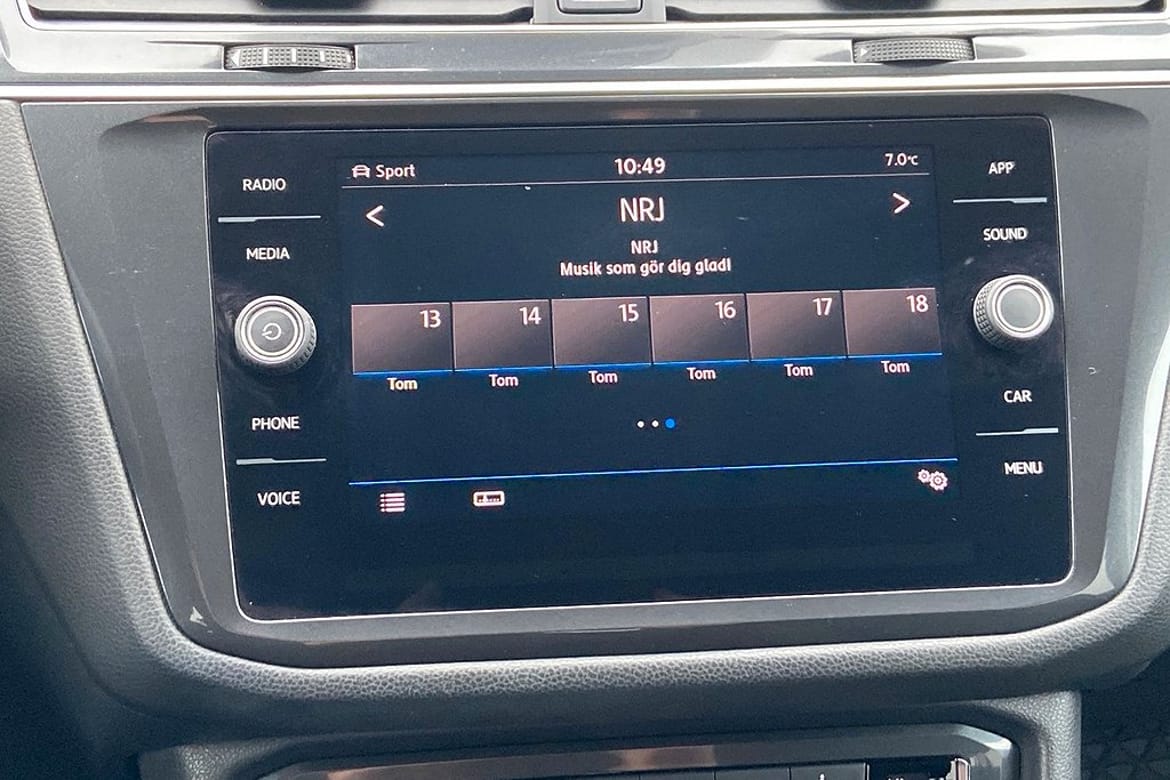 RADIO
MEDIA
PHONE
VOICE
Sport 10:49 7.0°C
NRJ
NRJ
Musik som gör dig glad!
13 14 15 16 17 18
Tom Tom Tom Tom Tom Tom
APP
SOUND
CAR
MENU